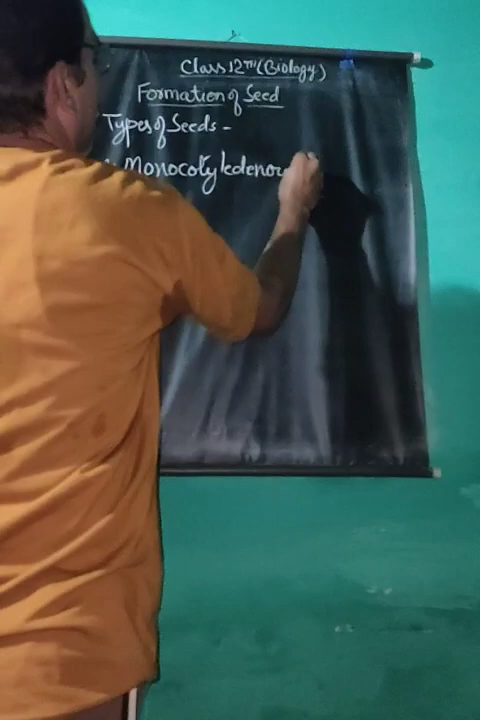 Class 12TH (Biology)
Formation of Seed
Types of Seeds -
Monocotyledenou